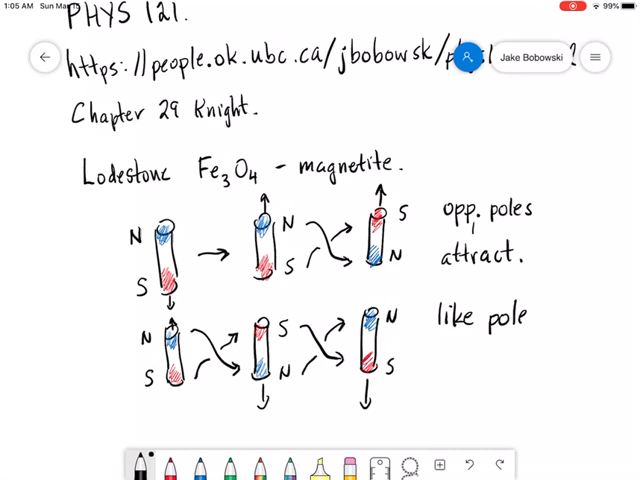 1:05 AM Sun Mar 15
99%
PHYS 121.
https://people.ok.ubc.ca/jbobowsk/
Jake Bobowski
Chapter 29 Knight.
Lodestone Fe3O4 - magnetite.
N N S opp. poles
S S N attract.
N S N like pole
S N S